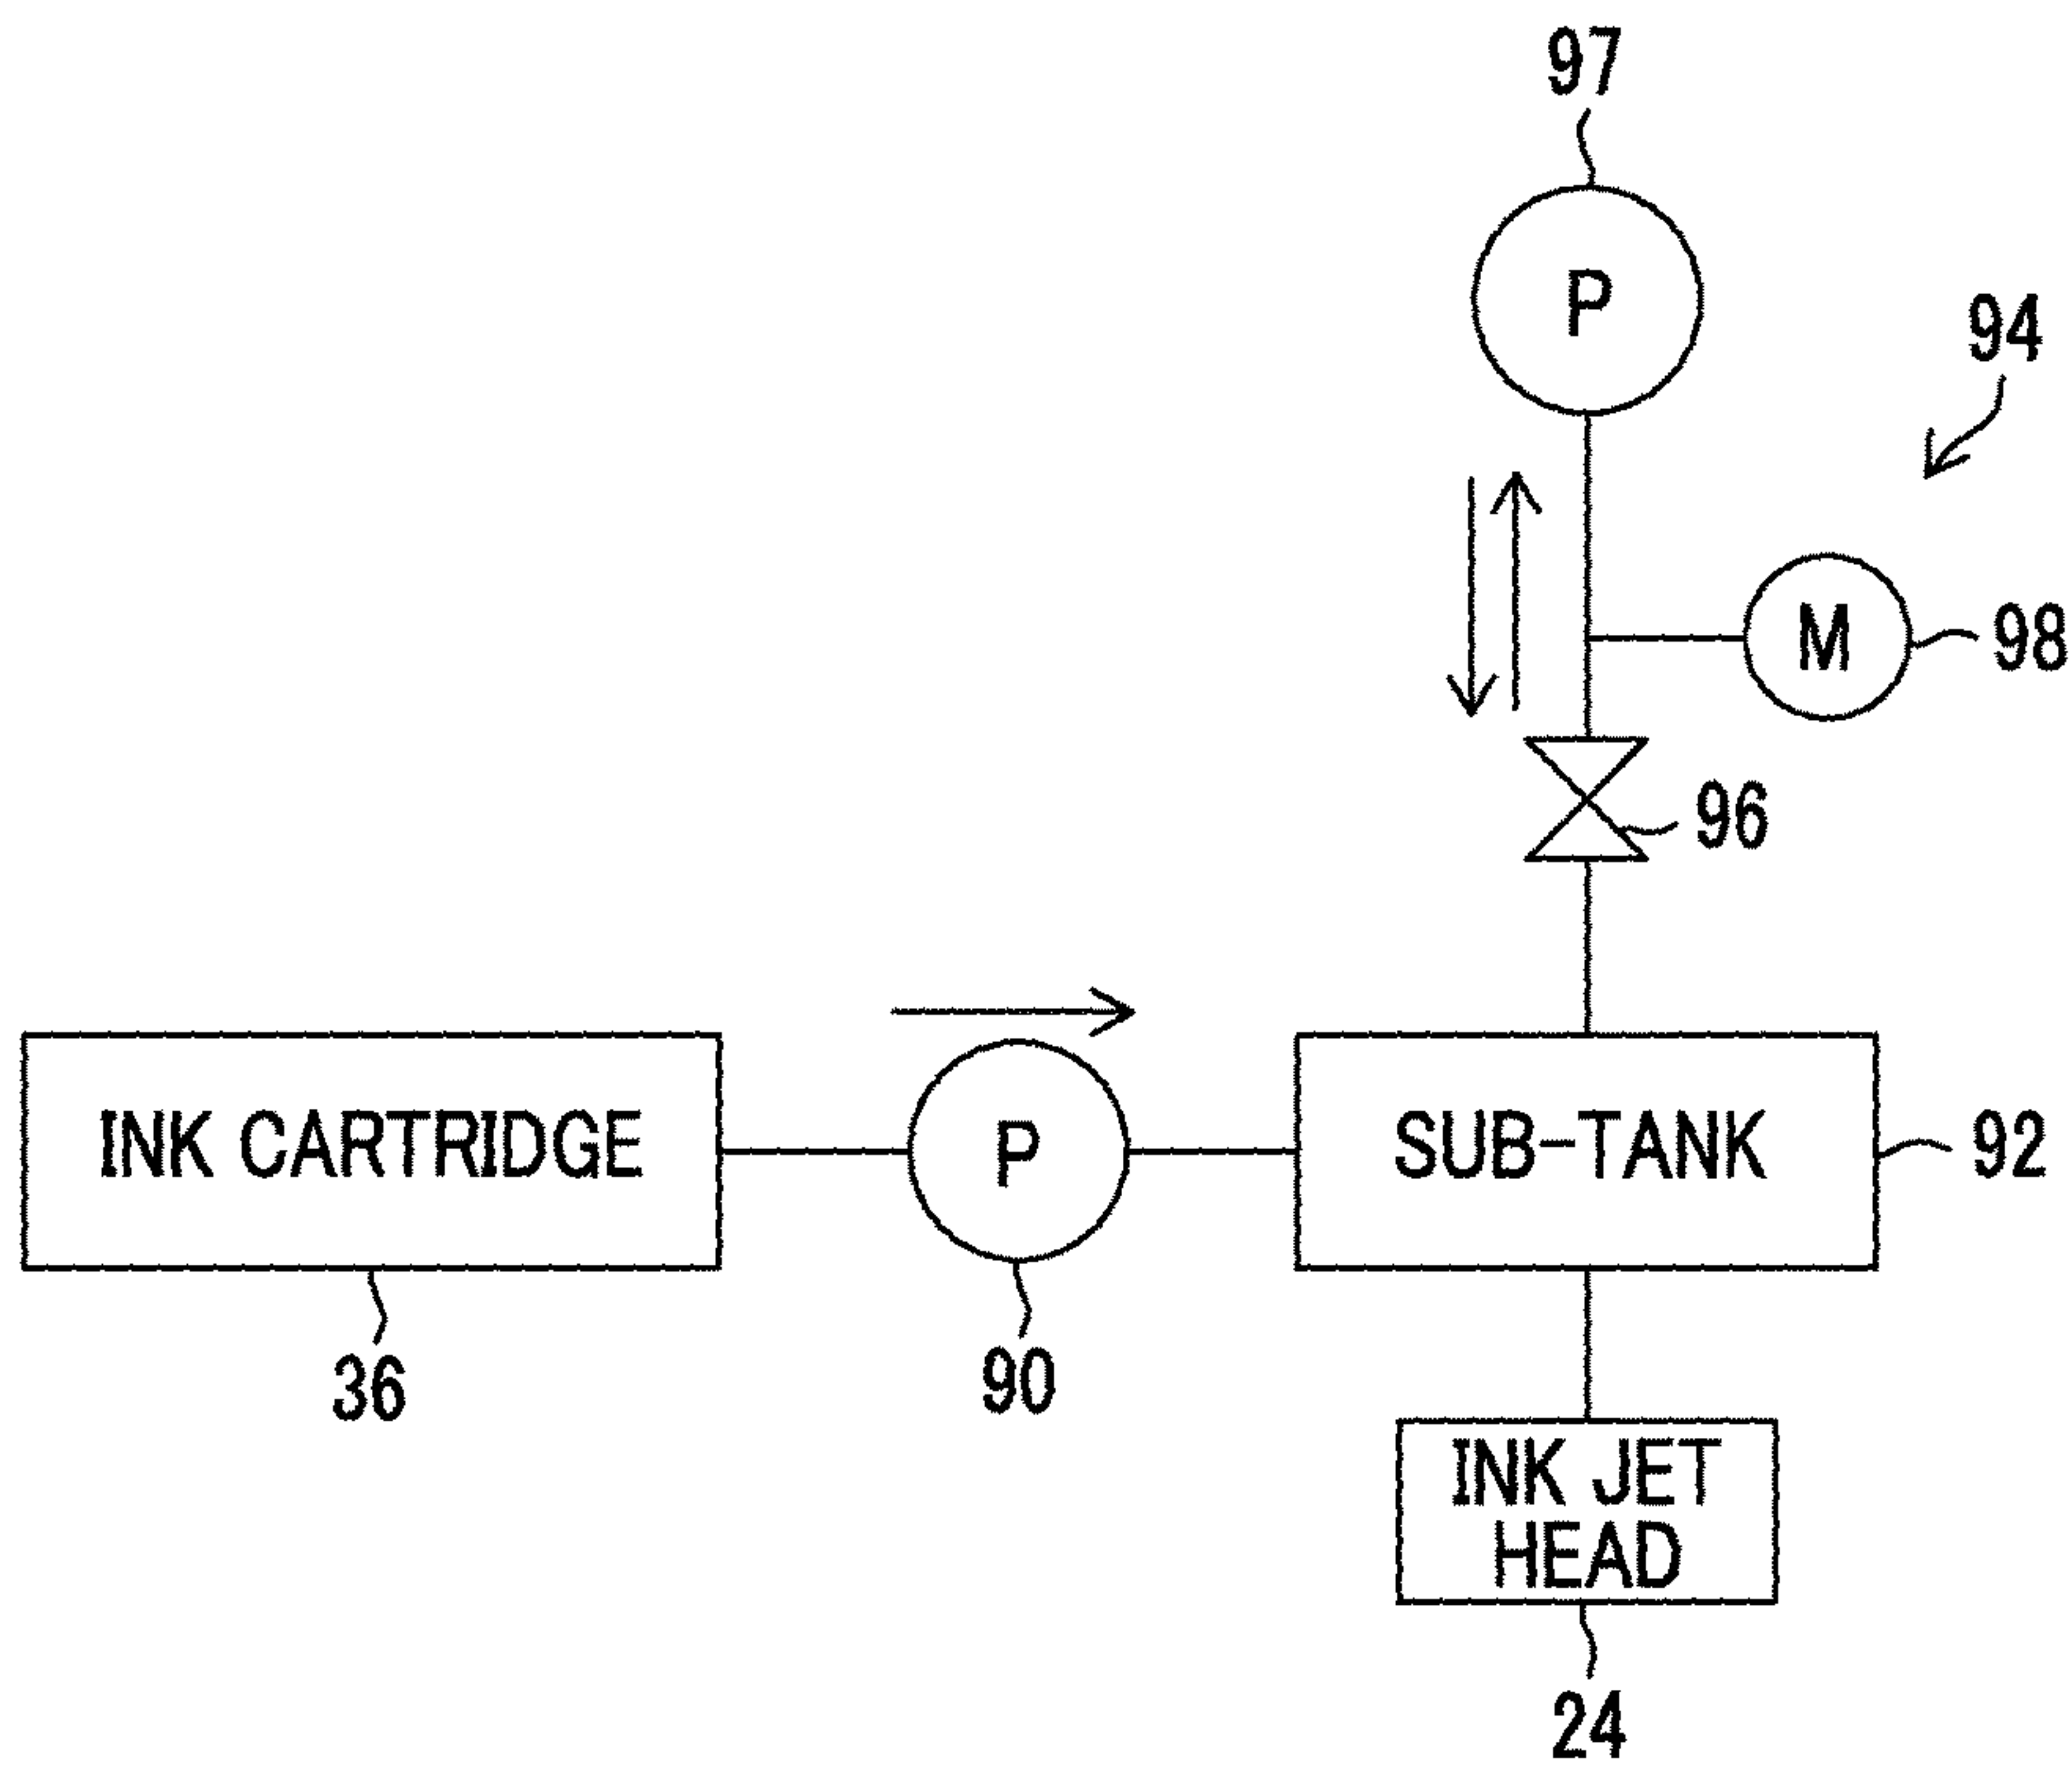 97
P
94
M
98
96
INK CARTRIDGE
P
SUB-TANK
92
36
90
INK JET
HEAD
24